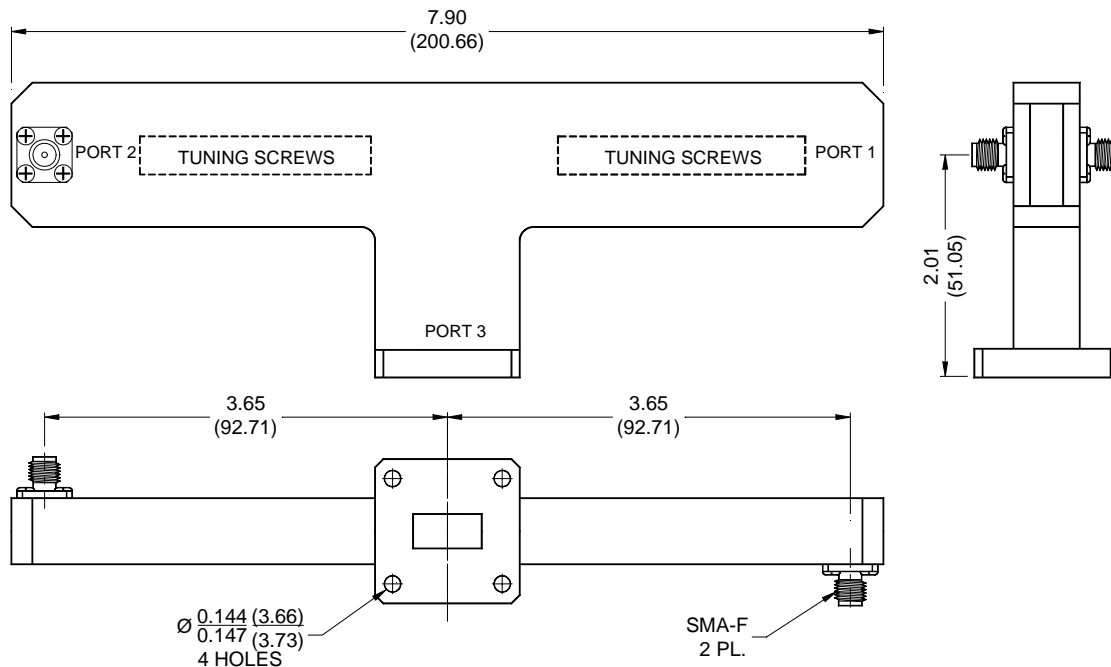 7.90
(200.66)
PORT 2
TUNING SCREWS
TUNING SCREWS
PORT 1
2.01
(51.05)
PORT 3
3.65
(92.71)
3.65
(92.71)
Ø 0.144 (3.66)
0.147 (3.73)
4 HOLES
SMA-F
2 PL.